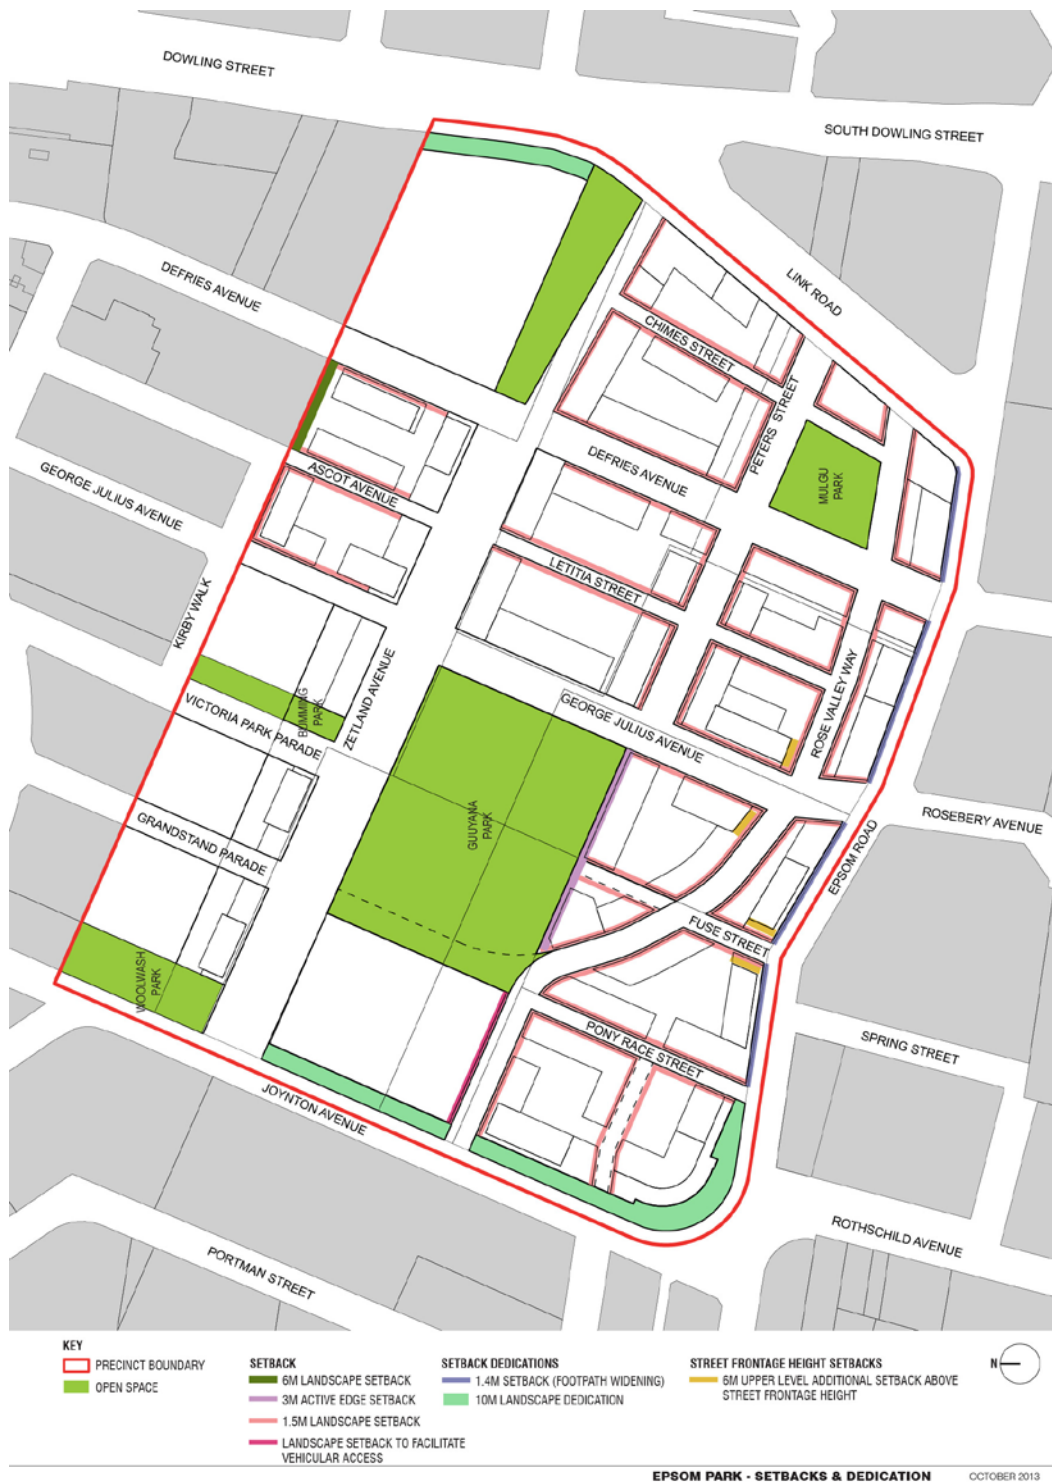 DOWLING STREET
SOUTH DOWLING STREET
DEFRIES AVENUE
LINK ROAD
CHIMES STREET
PETERS STREET
DEFRIES AVENUE
MULGU
PARK
GEORGE JULIUS AVENUE
ASCOT AVENUE
LETITIA STREET
KIRBY WALK
ROSE VALLEY WAY
ZETLAND AVENUE
BUMMING
PARK
VICTORIA PARK PARADE
GEORGE JULIUS AVENUE
GUUYANA
PARK
GRANDSTAND PARADE
ROSEBERY AVENUE
EPSOM ROAD
FUSE STREET
WOOLWASH
PARK
PONY RACE STREET
SPRING STREET
JOYNTON AVENUE
ROTHSCHILD AVENUE
PORTMAN STREET
KEY
PRECINCT BOUNDARY
OPEN SPACE
SETBACK
6M LANDSCAPE SETBACK
3M ACTIVE EDGE SETBACK
1.5M LANDSCAPE SETBACK
LANDSCAPE SETBACK TO FACILITATE
VEHICULAR ACCESS
SETBACK DEDICATIONS
1.4M SETBACK (FOOTPATH WIDENING)
10M LANDSCAPE DEDICATION
STREET FRONTAGE HEIGHT SETBACKS
6M UPPER LEVEL ADDITIONAL SETBACK ABOVE
STREET FRONTAGE HEIGHT
N
EPSOM PARK - SETBACKS & DEDICATION OCTOBER 2013